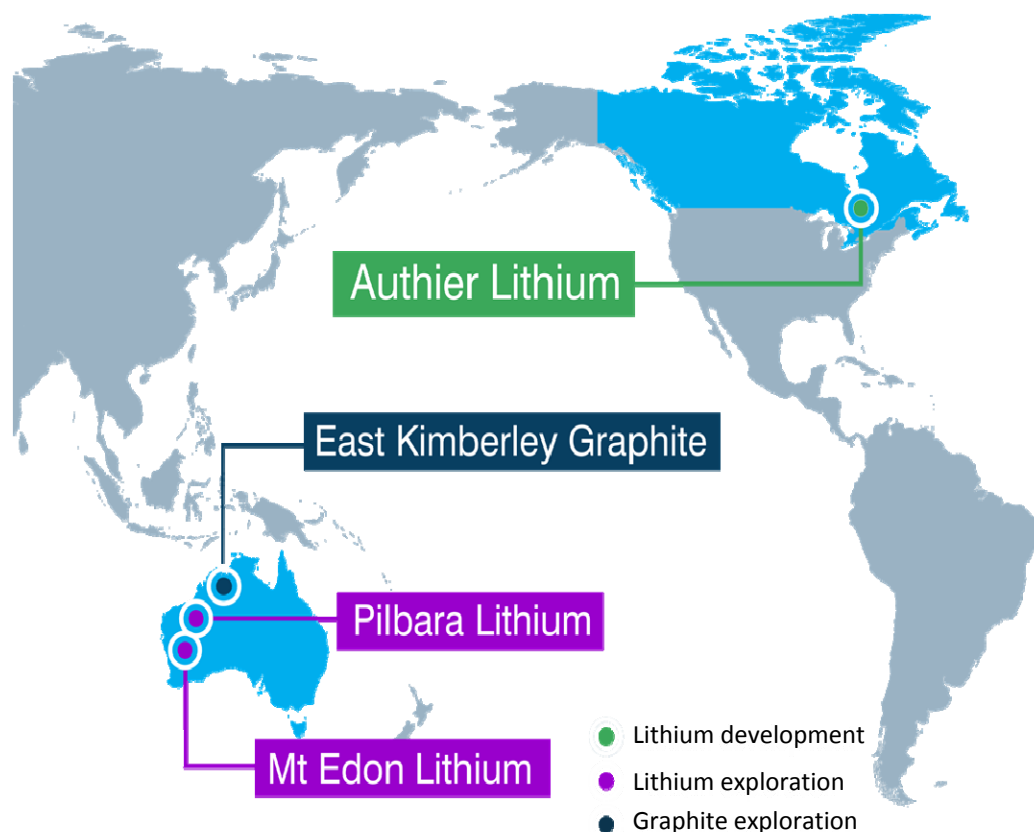 Authier Lithium
East Kimberley Graphite
Pilbara Lithium
Mt Edon Lithium
Lithium development
Lithium exploration
Graphite exploration